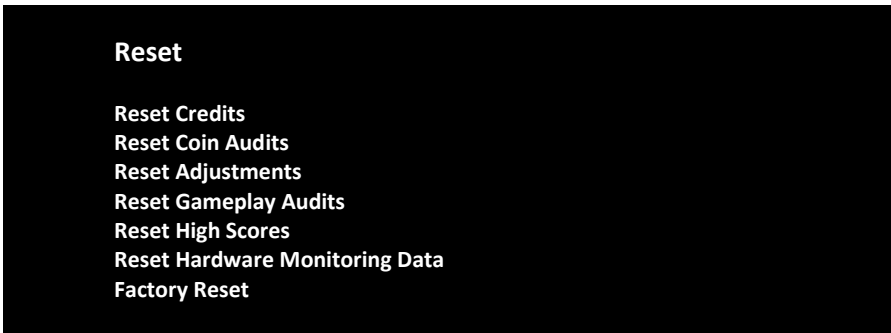 Reset
Reset Credits
Reset Coin Audits
Reset Adjustments
Reset Gameplay Audits
Reset High Scores
Reset Hardware Monitoring Data
Factory Reset